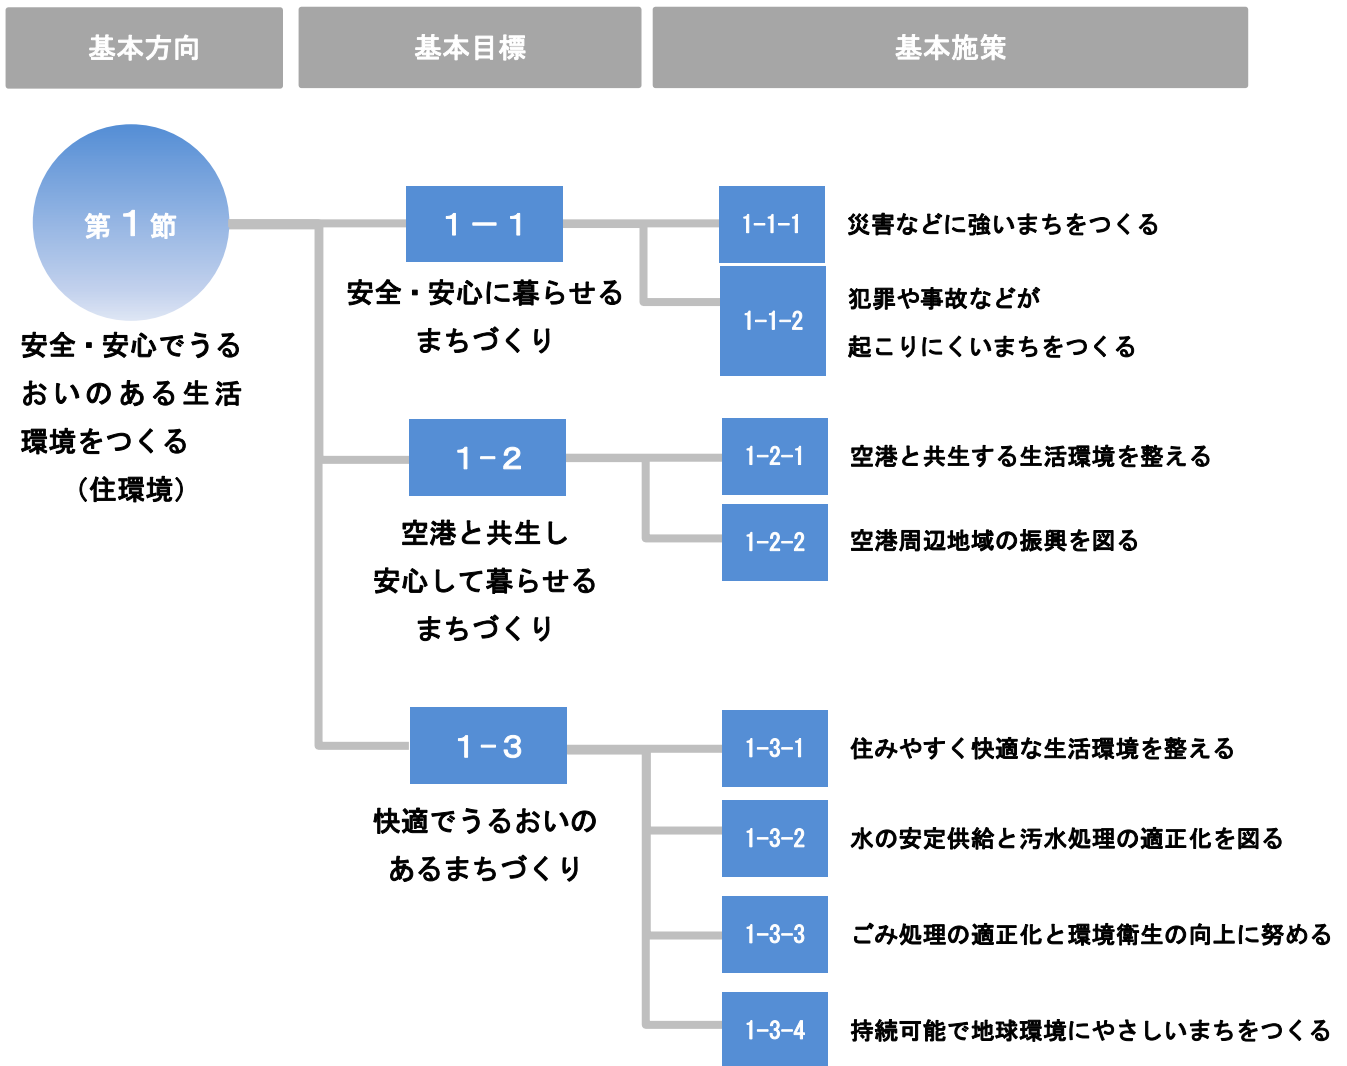 基本方向
基本目標
基本施策
第1節
安全・安心でうる
おいのある生活
環境をつくる
(住環境)
1－1
安全・安心に暮らせる
まちづくり
1-1-1
災害などに強いまちをつくる
1-1-2
犯罪や事故などが
起こりにくいまちをつくる
1-2
空港と共生し
安心して暮らせる
まちづくり
1-2-1
空港と共生する生活環境を整える
1-2-2
空港周辺地域の振興を図る
1-3
快適でうるおいの
あるまちづくり
1-3-1
住みやすく快適な生活環境を整える
1-3-2
水の安定供給と汚水処理の適正化を図る
1-3-3
ごみ処理の適正化と環境衛生の向上に努める
1-3-4
持続可能で地球環境にやさしいまちをつくる